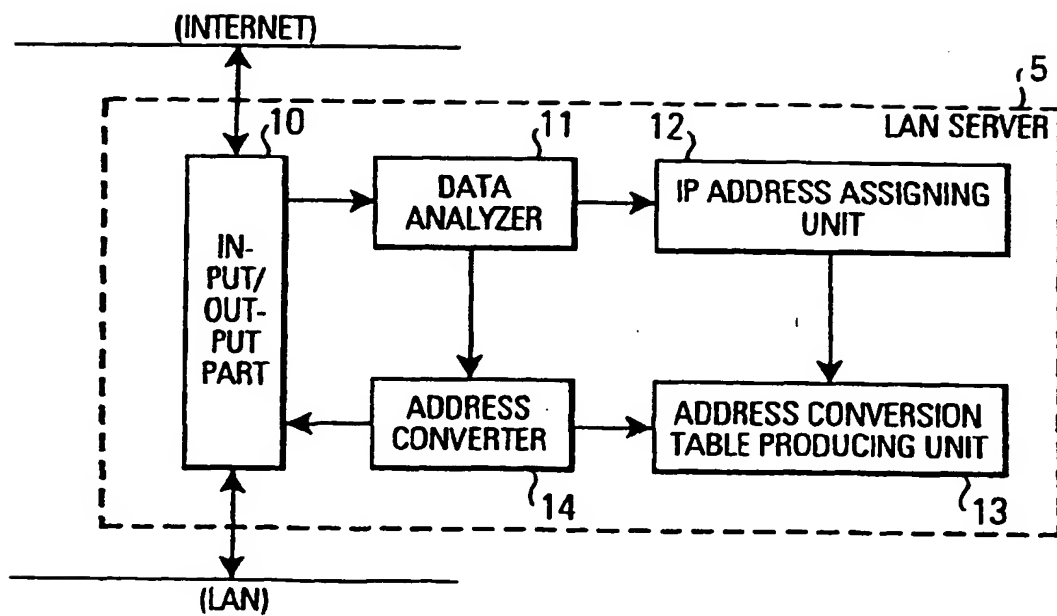 (INTERNET)
5
LAN SERVER
10
11
12
IN-
PUT/
OUT-
PUT
PART
DATA
ANALYZER
IP ADDRESS ASSIGNING
UNIT
ADDRESS
CONVERTER
ADDRESS CONVERSION
TABLE PRODUCING UNIT
14
13
(LAN)